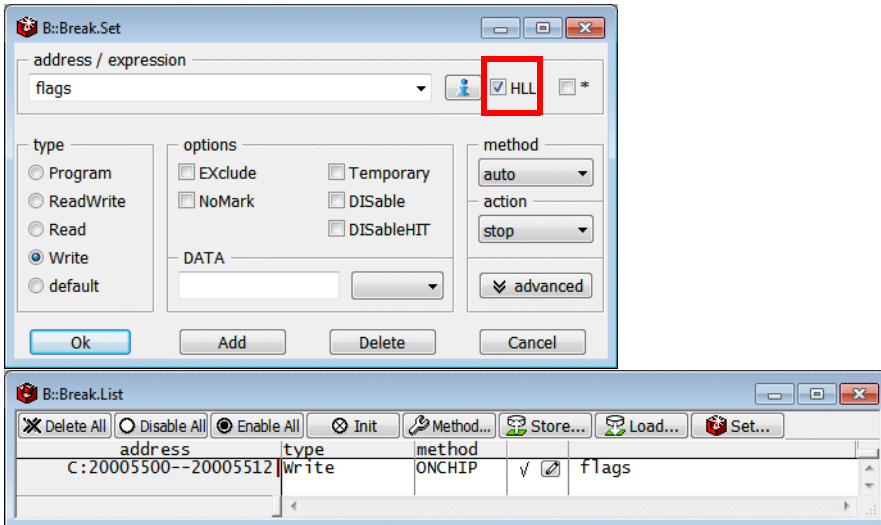 B::Break.Set
address / expression
flags
i HLL *
type
options
method
Program
EXclude
Temporary
auto
ReadWrite
NoMark
DISable
action
Read
DISableHIT
stop
Write
DATA
default
advanced
Ok
Add
Delete
Cancel
B::Break.List
Delete All Disable All Enable All Init Method... Store... Load... Set...
address type method
C:20005500--20005512 Write ONCHIP √ flags